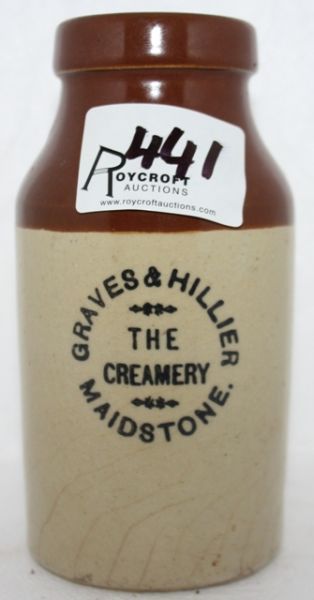 441
ROYCROFT
AUCTIONS
www.roycroftauctions.com
GRAVES & HILLIER
THE
CREAMERY
MAIDSTONE.